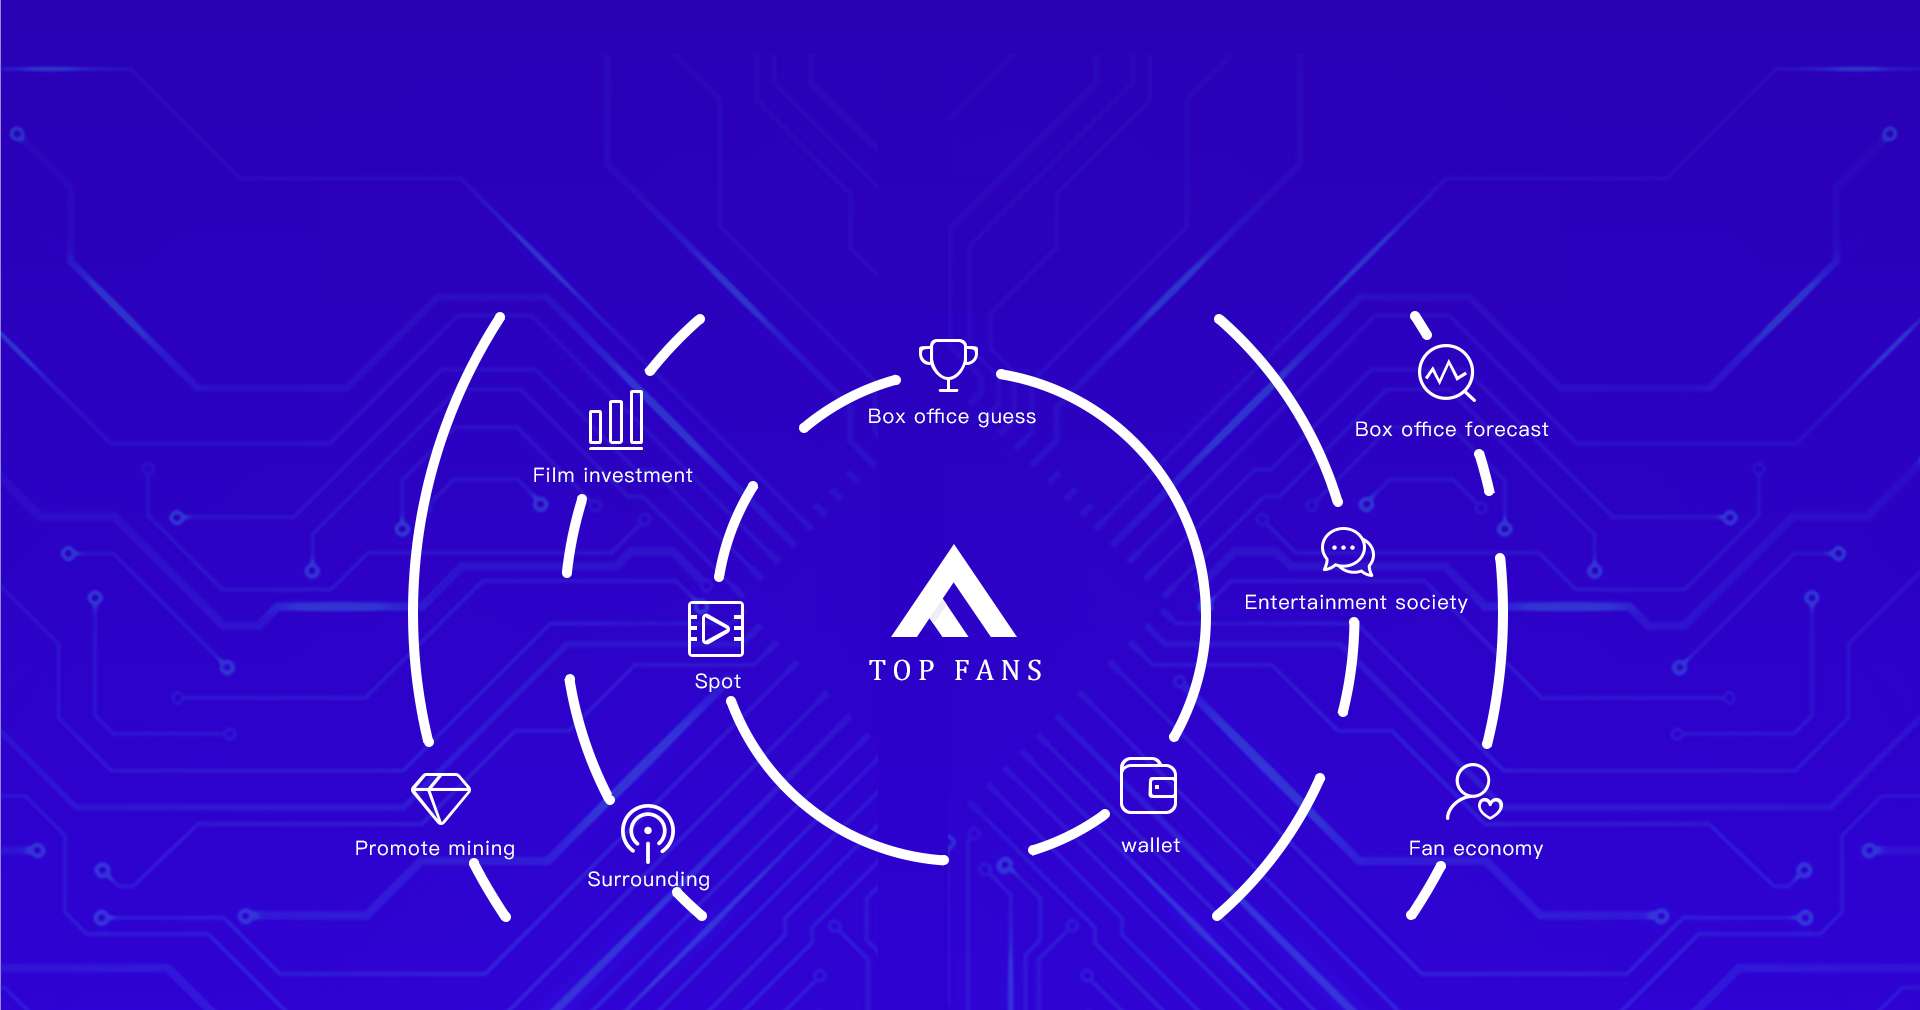 Box office guess
Box office forecast
Film investment
Entertainment society
TOP FANS
Spot
Promote mining
Surrounding
wallet
Fan economy